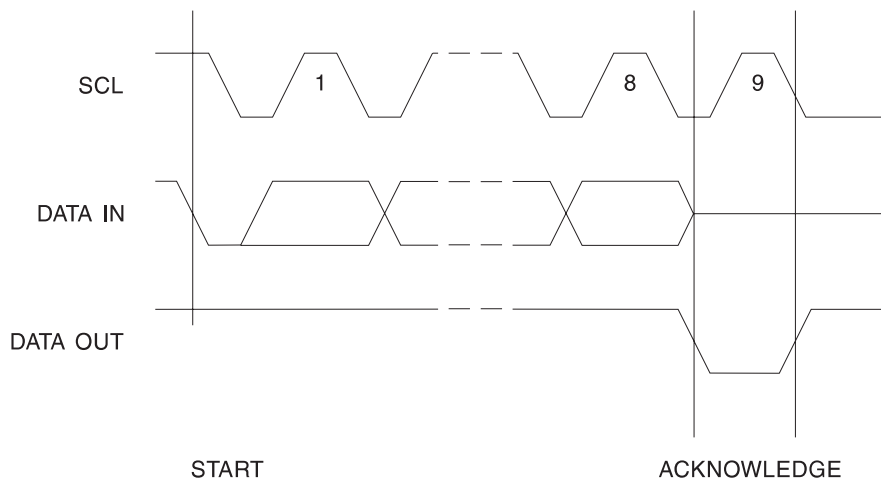 SCL
1
8
9
DATA IN
DATA OUT
START
ACKNOWLEDGE